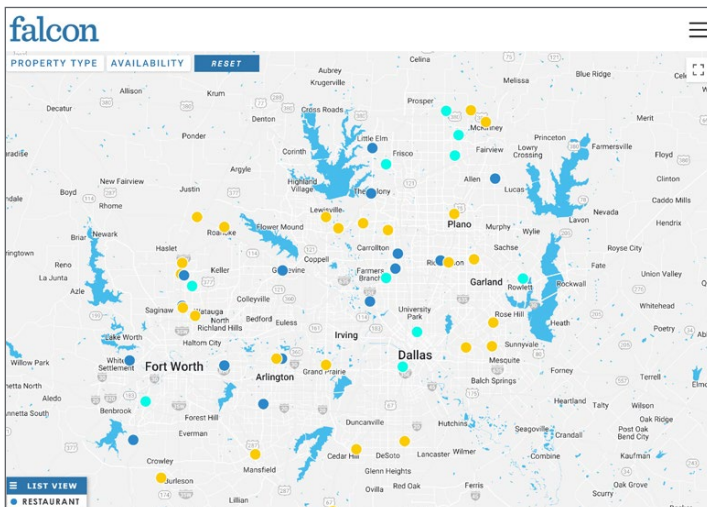 falcon
PROPERTY TYPE AVAILABILITY RESET
Celina
Aubrey
Blue Ridge
Krugerville
Melissa
Allison
Krum
Prosper
Decatur
Cross Roads
Denton
Merit
McKinney
Ponder
Little Elm
Princeton
Farmersville
Corinth
Frisco
Fairview
Lowry
Crossing
Floyd
Argyle
New Fairview
Highland
Village
Allen
Clinton
Justin
The Colony
Lucas
Boyd
Caddo Mills
Rhome
Lewisville
Lavon
Nevada
Roanoke
Flower Mound
Plano
Murphy
Hendrix
Briar
Newark
Wylie
Haslet
Carrollton
Sachse
Royse City
Coppell
Reno
Keller
Farmers
Branch
Fate
Union Valley
La Junta
Garland
Azle
Rowlett
Rockwall
Colleyville
Saginaw
Watauga
University
Park
Whitehead
North
Richland Hills
Bedford
Euless
Rose Hill
Heath
Poetry
Lake Worth
Haltom City
Irving
Sunnyvale
Willow Park
White
Settlement
Fort Worth
Dallas
Mesquite
Forney
Arlington
Grand Prairie
Balch Springs
Terrell
Aledo
Heartland
Talty
Wilson
Benbrook
Forest Hill
Duncanville
Hutchins
Oak Ridge
Seagoville
Crandall
Post Oak
Bend City
Everman
Crowley
Mansfield
Cedar Hill
DeSoto
Lancaster
Wilmer
Combine
Kaufman
Glenn Heights
Burleson
Ovilla
Red Oak
Ferris
Oak Grove
Scurry
Lillian
LIST VIEW
RESTAURANT